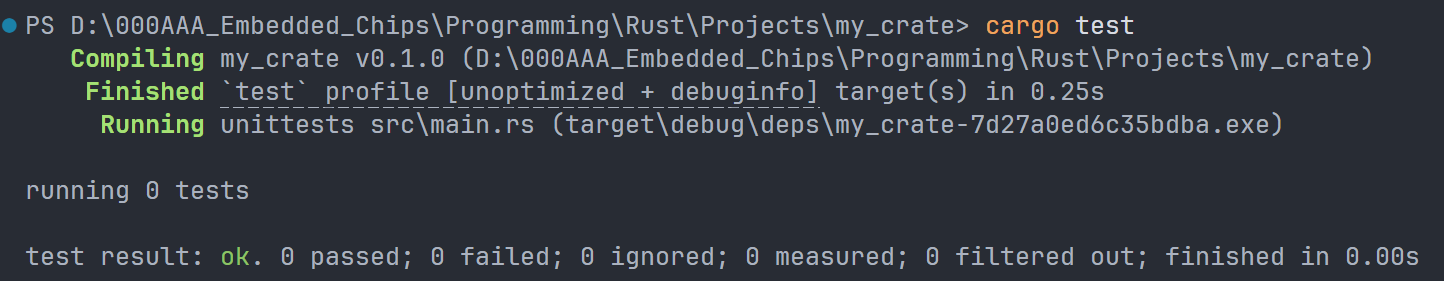 PS D:\000AAA_Embedded_Chips\Programming\Rust\Projects\my_crate> cargo test
Compiling my_crate v0.1.0 (D:\000AAA_Embedded_Chips\Programming\Rust\Projects\my_crate)
Finished `test` profile [unoptimized + debuginfo] target(s) in 0.25s
Running unittests src\main.rs (target\debug\deps\my_crate-7d27a0ed6c35bdba.exe)
running 0 tests
test result: ok. 0 passed; 0 failed; 0 ignored; 0 measured; 0 filtered out; finished in 0.00s